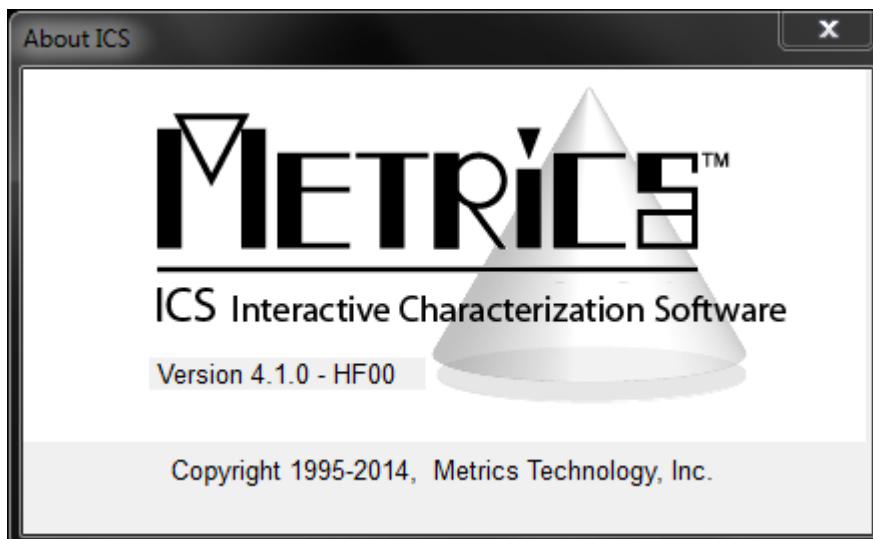 About ICS
x
METRiCS™
ICS Interactive Characterization Software
Version 4.1.0 - HF00
Copyright 1995-2014, Metrics Technology, Inc.